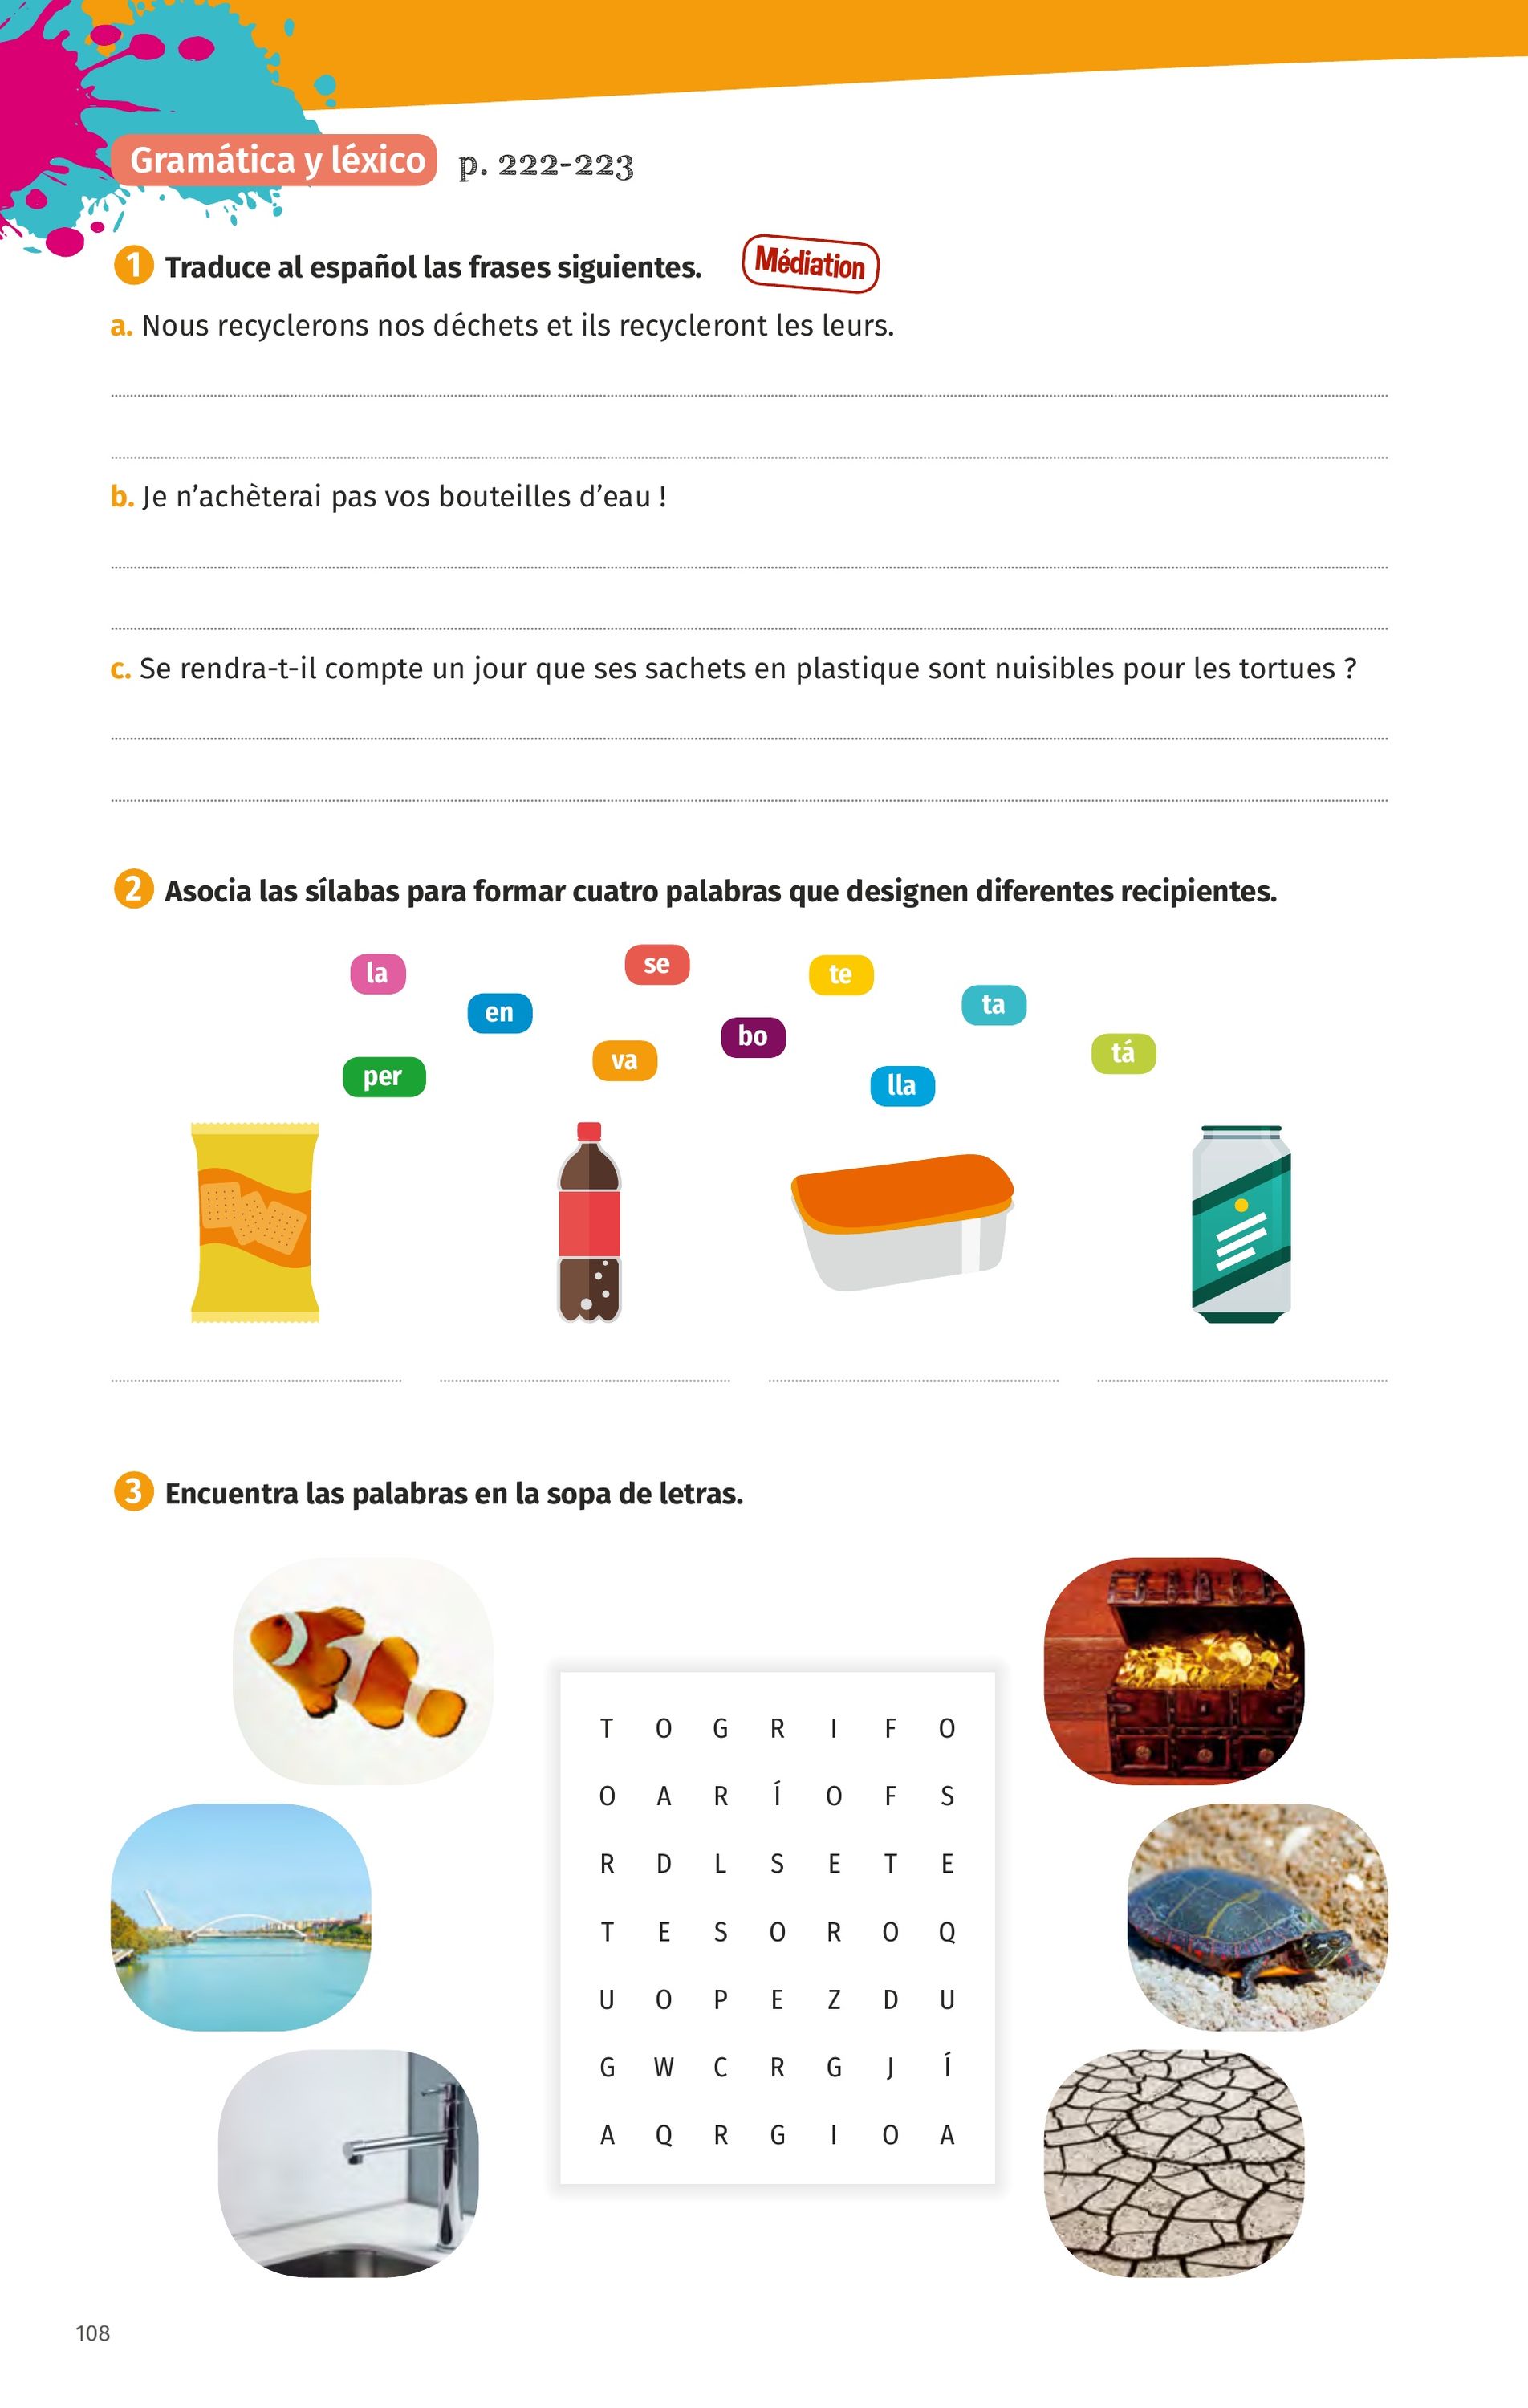 Gramática y léxico p. 222-223
1 Traduce al español las frases siguientes. Médiation
a. Nous recyclerons nos déchets et ils recycleront les leurs.
b. Je n’achèterai pas vos bouteilles d’eau !
c. Se rendra-t-il compte un jour que ses sachets en plastique sont nuisibles pour les tortues ?
2 Asocia las sílabas para formar cuatro palabras que designen diferentes recipientes.
la
se
te
en
ta
bo
va
tá
per
lla
3 Encuentra las palabras en la sopa de letras.
T O G R I F O
O A R Í O F S
R D L S E T E
T E S O R O Q
U O P E Z D U
G W C R G J Í
A Q R G I O A
108